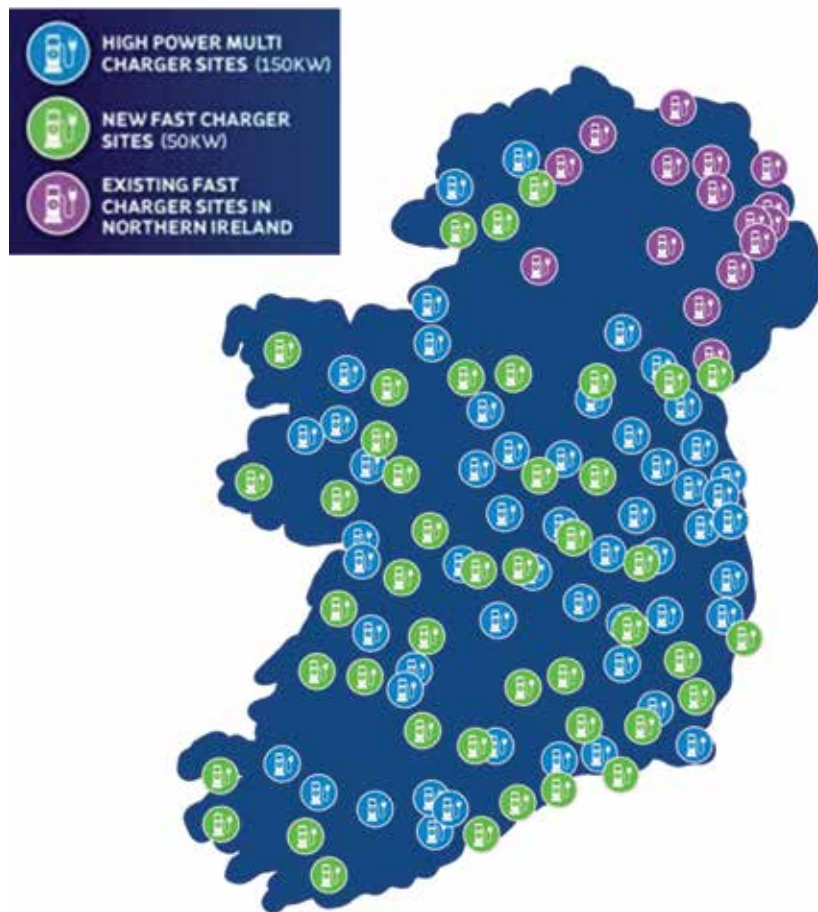 HIGH POWER MULTI
CHARGER SITES (150KW)
NEW FAST CHARGER
SITES (50KW)
EXISTING FAST
CHARGER SITES IN
NORTHERN IRELAND